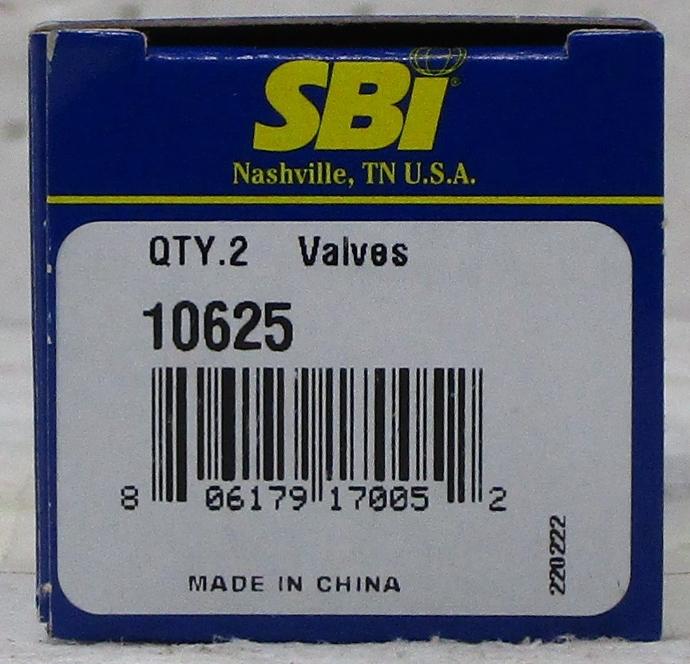 SBi®
Nashville, TN U.S.A.
QTY.2 Valves
10625
8 06179 17005 2
MADE IN CHINA
220222